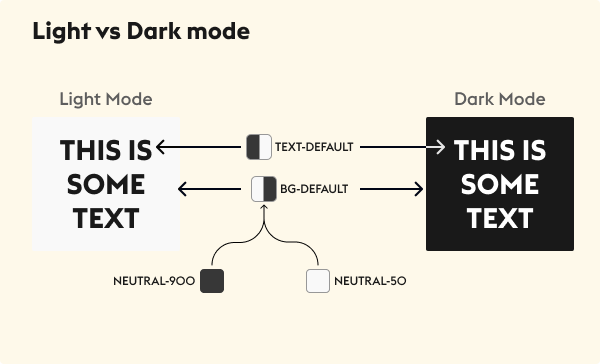 Light vs Dark mode
Light Mode
Dark Mode
THIS IS
SOME
TEXT
TEXT-DEFAULT
BG-DEFAULT
THIS IS
SOME
TEXT
NEUTRAL-900
NEUTRAL-50